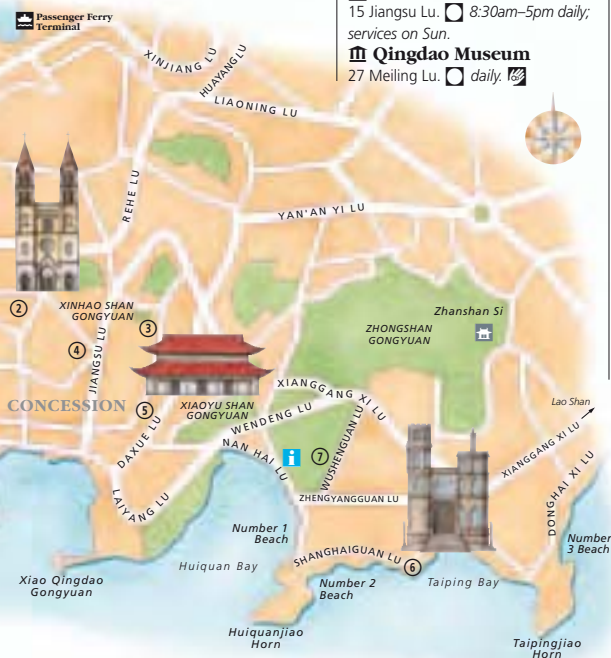 Passenger Ferry
Terminal
15 Jiangsu Lu. 8:30am–5pm daily;
services on Sun.
Qingdao Museum
27 Meiling Lu. daily.
XINJIANG LU
HUAYANG LU
LIAONING LU
REHE LU
YAN'AN YI LU
2
XINHAO SHAN
GONGYUAN
3
4
JIANGSU LU
ZHONGSHAN
GONGYUAN
Zhanshan Si
CONCESSION
5
XIAOYU SHAN
GONGYUAN
XIANGGANG XI LU
WENDENG LU
DAXUE LU
NAN HAI LU
i
7
WUSHENGUAN LU
Lao Shan
XIANGGANG XI LU
DONGHAI XI LU
LAIYANG LU
ZHENGYANGGUAN LU
Number 1
Beach
Number
3 Beach
SHANGHAIGUAN LU
6
Huiquan Bay
Number 2
Beach
Taiping Bay
Xiao Qingdao
Gongyuan
Huiquanjiao
Horn
Taipingjiao
Horn